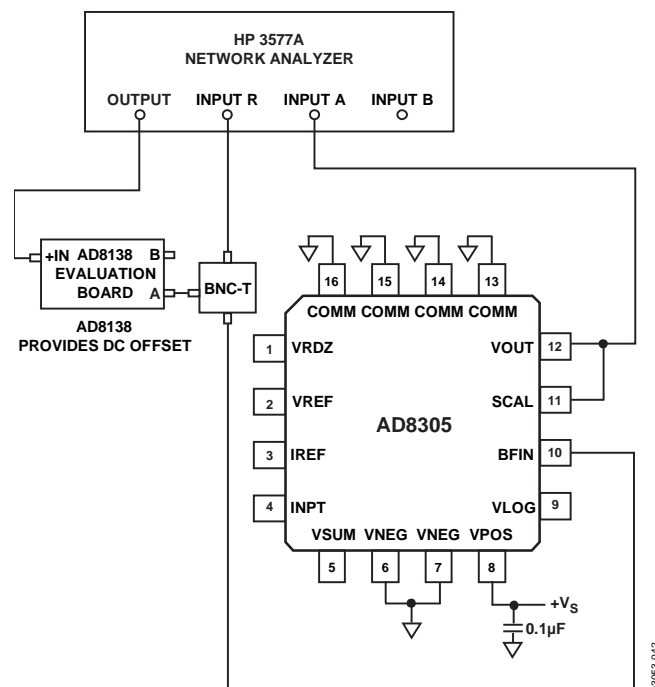 HP 3577A
NETWORK ANALYZER
OUTPUT INPUT R INPUT A INPUT B
+IN AD8138 B
EVALUATION
BOARD A
BNC-T
AD8138
PROVIDES DC OFFSET
16 15 14 13
COMM COMM COMM COMM
1 VRDZ VOUT 12
2 VREF SCAL 11
AD8305
3 IREF BFIN 10
4 INPT VLOG 9
VSUM VNEG VNEG VPOS
5 6 7 8
+VS
0.1µF